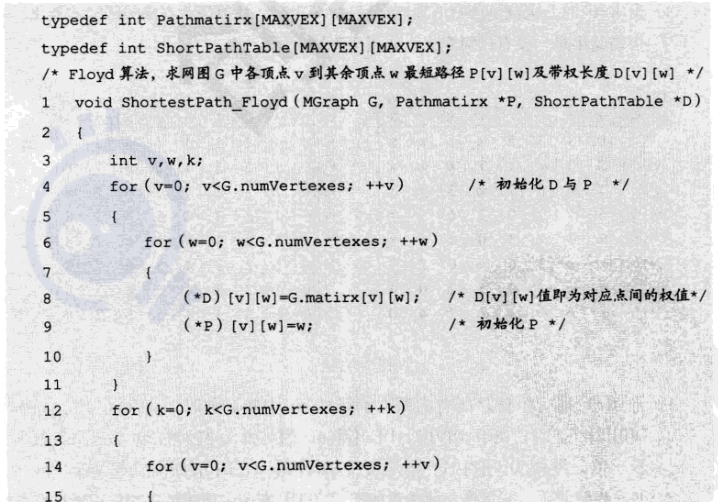 typedef int Pathmatirx[MAXVEX][MAXVEX];
typedef int ShortPathTable[MAXVEX][MAXVEX];
/* Floyd 算法，求网图 G 中各顶点 v 到其余顶点 w 最短路径 P[v][w]及带权长度 D[v][w] */
1 void ShortestPath_Floyd(MGraph G, Pathmatirx *P, ShortPathTable *D)
2 {
3 int v,w,k;
4 for(v=0; v<G.numVertexes; ++v) /* 初始化 D 与 P */
5 {
6 for(w=0; w<G.numVertexes; ++w)
7 {
8 (*D)[v][w]=G.matirx[v][w]; /* D[v][w]值即为对应点间的权值*/
9 (*P)[v][w]=w; /* 初始化 P */
10 }
11 }
12 for(k=0; k<G.numVertexes; ++k)
13 {
14 for(v=0; v<G.numVertexes; ++v)
15 {